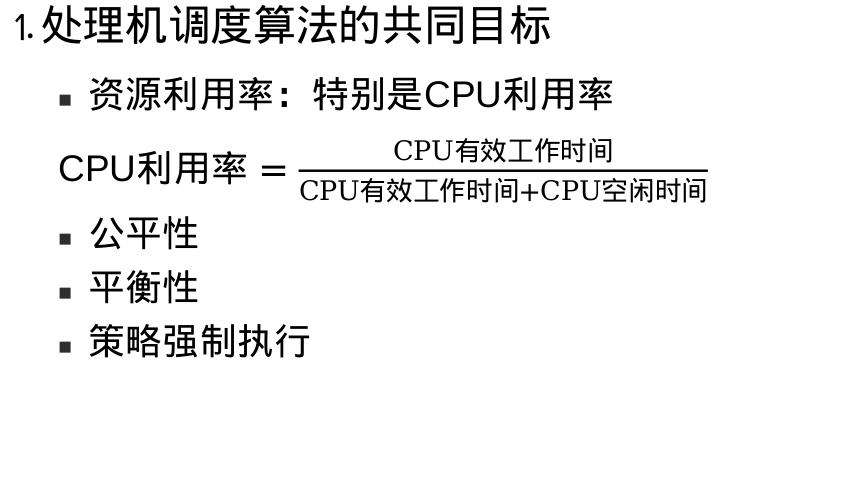 1. 处理机调度算法的共同目标
▪ 资源利用率：特别是CPU利用率
CPU利用率 = CPU有效工作时间 / CPU有效工作时间+CPU空闲时间
▪ 公平性
▪ 平衡性
▪ 策略强制执行